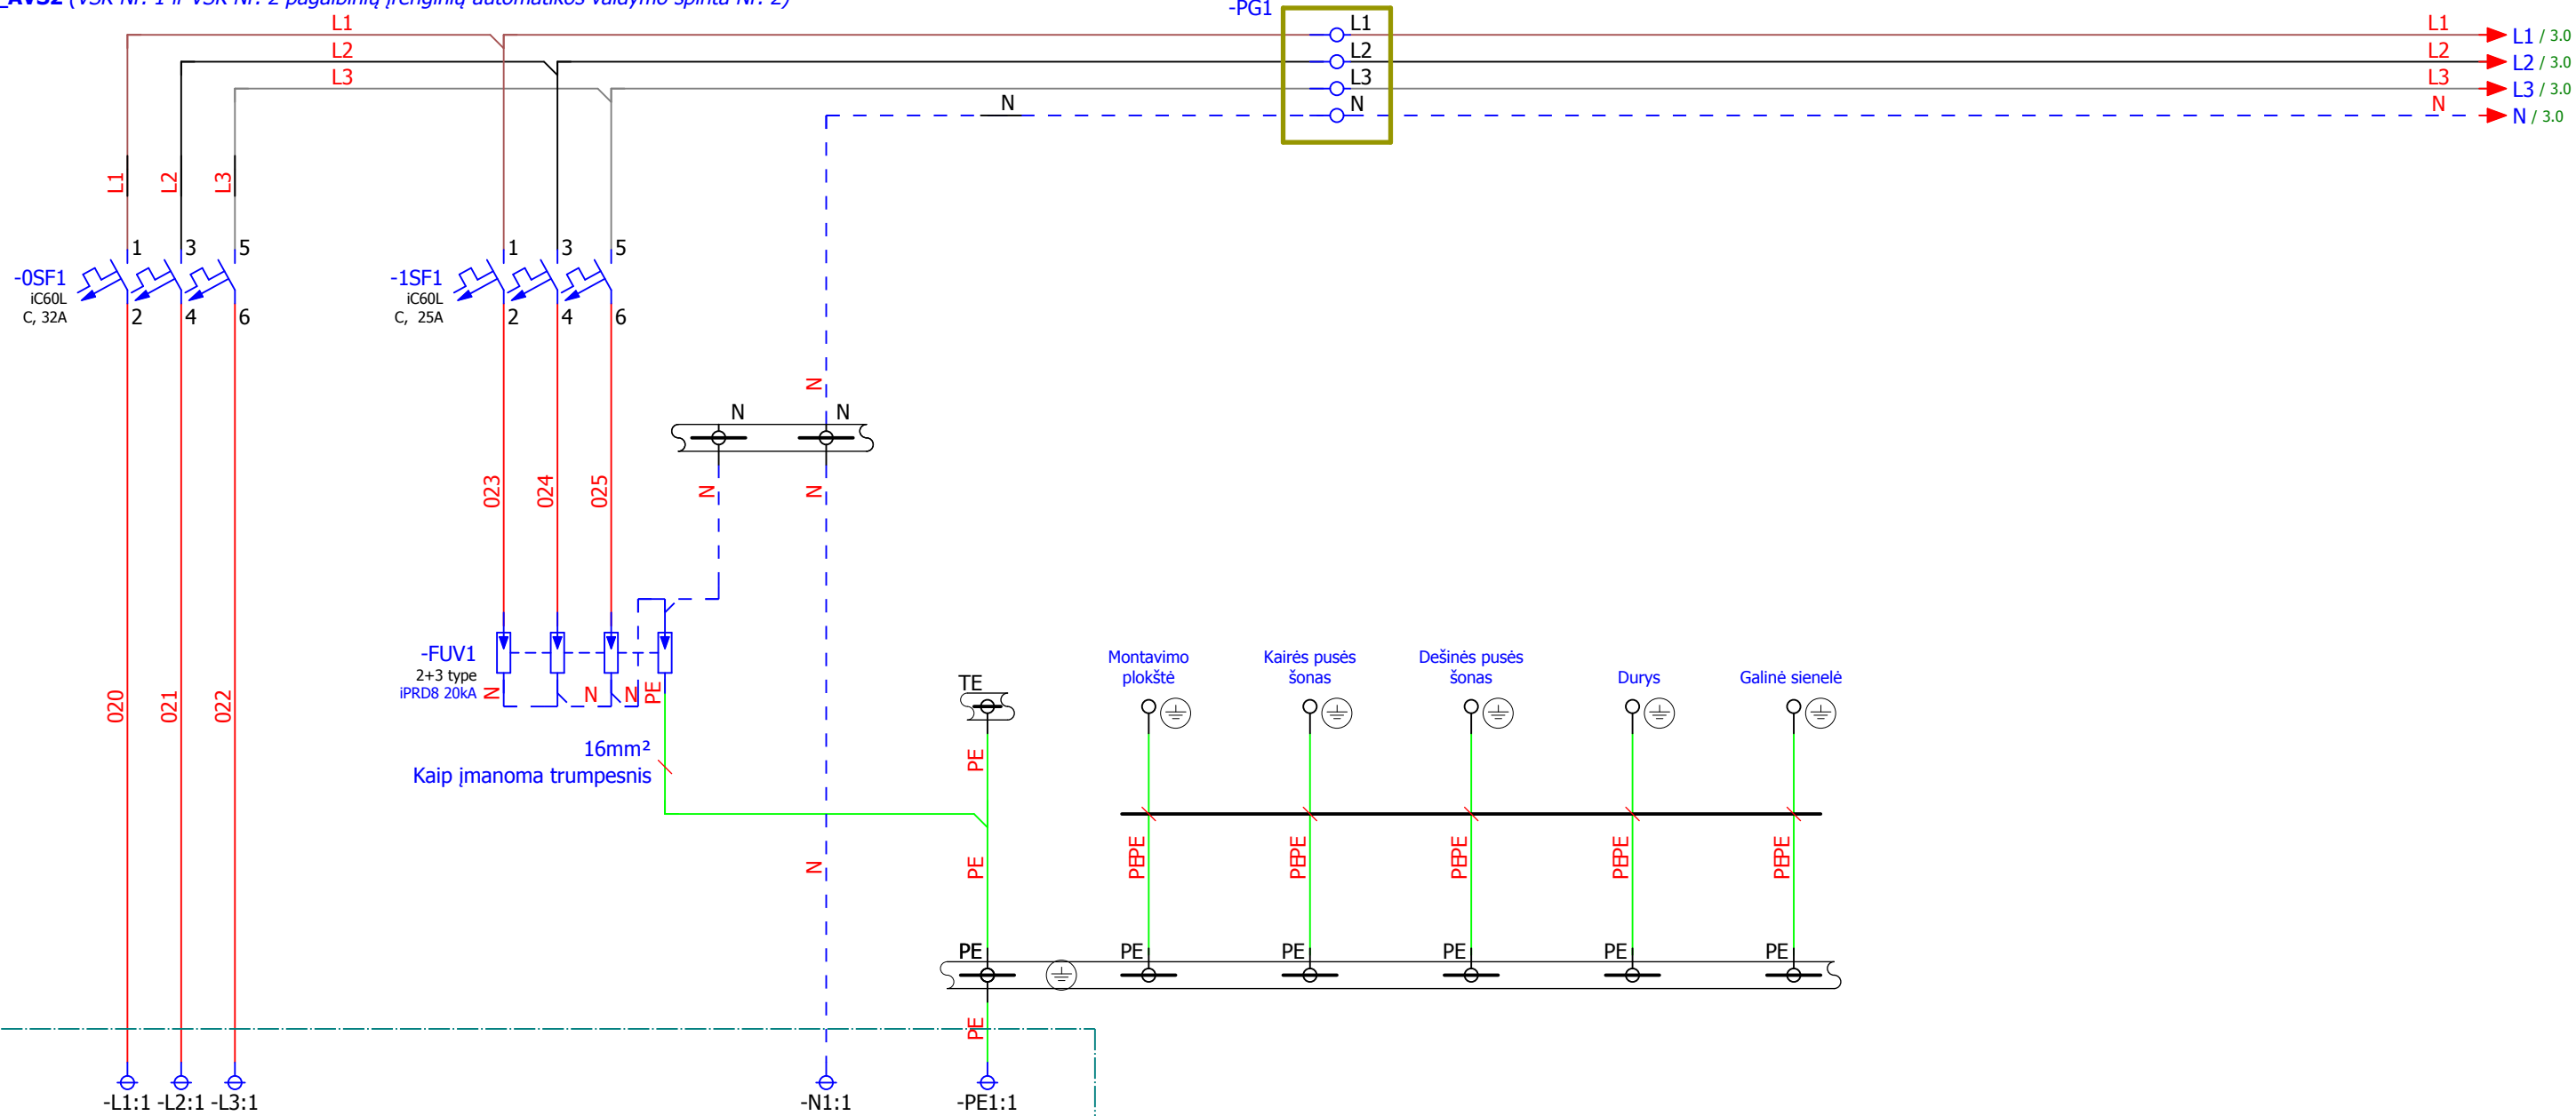 _AVS2 (VSK Nr. 1 ir VSK Nr. 2 pagalbinių įrenginių automatikos valdymo spinta Nr. 2)
-PG1
L1 L1 L1 L1 / 3.0
L2 L2 L2 L2 / 3.0
L3 L3 L3 L3 / 3.0
N N N N / 3.0
L1 L2 L3
1 3 5 1 3 5
-0SF1 -1SF1
iC60L iC60L
C, 32A C, 25A
2 4 6 2 4 6
N
N N
023 024 025 N N
-FUV1
2+3 type
iPRD8 20kA
N N N PE
020 021 022
TE
Montavimo
plokštė
Kairės pusės
šonas
Dešinės pusės
šonas
Durys
Galinė sienelė
16mm²
Kaip įmanoma trumpesnis
PE
N PE PEPE PEPE PEPE PEPE PEPE
PE PE PE PE PE PE
PE
-L1:1 -L2:1 -L3:1 -N1:1 -PE1:1